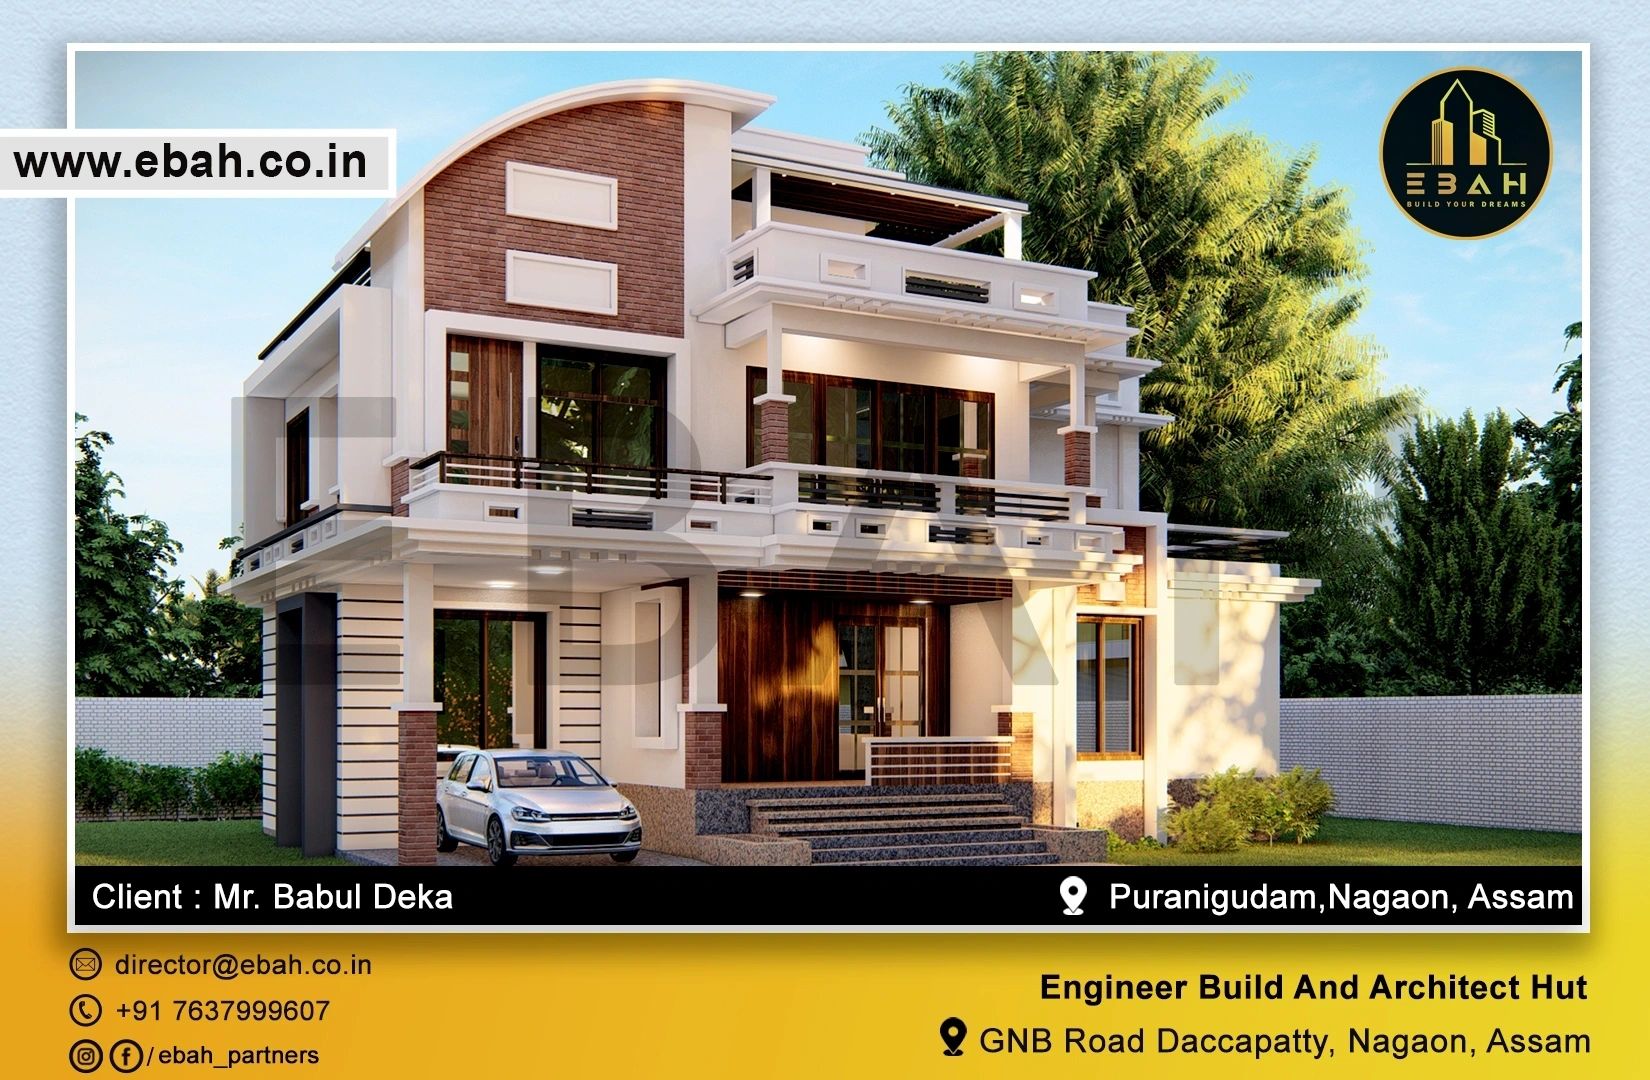 www.ebah.co.in
EBAH
BUILD YOUR DREAMS
EBAH
Client : Mr. Babul Deka
Puranigudam,Nagaon, Assam
director@ebah.co.in
+91 7637999607
/ebah_partners
Engineer Build And Architect Hut
GNB Road Daccapatty, Nagaon, Assam